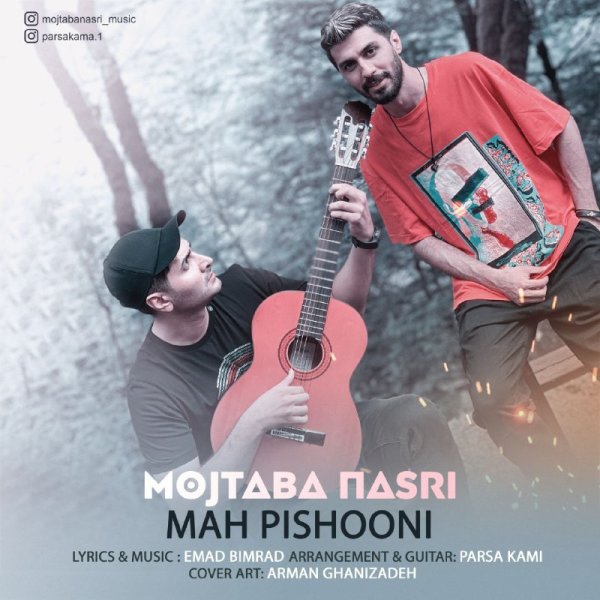 mojtabanasri_music
parsakama.1
MOJTABA NASRI
MAH PISHOONI
LYRICS & MUSIC : EMAD BIMRAD ARRANGEMENT & GUITAR: PARSA KAMI
COVER ART: ARMAN GHANIZADEH